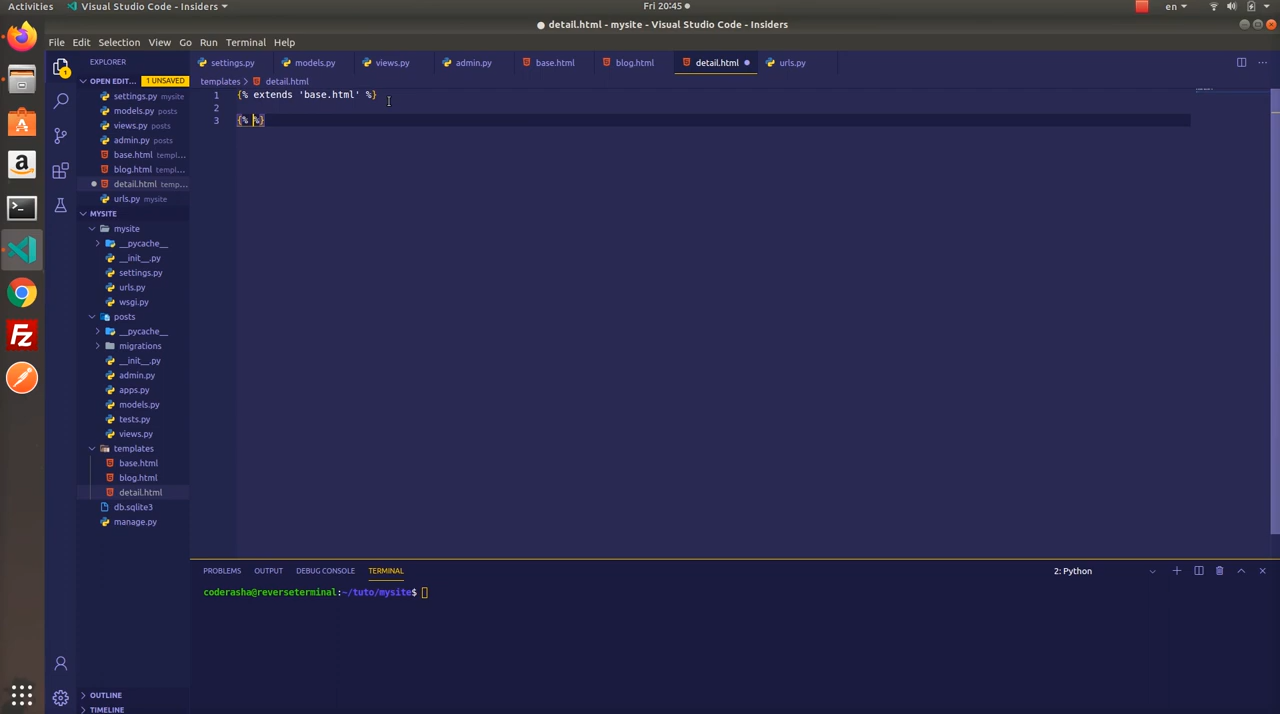 Activities
Visual Studio Code - Insiders
Fri 20:45
en
detail.html - mysite - Visual Studio Code - Insiders
File Edit Selection View Go Run Terminal Help
EXPLORER
settings.py models.py views.py admin.py base.html blog.html detail.html urls.py
OPEN EDIT... 1 UNSAVED
templates > detail.html
settings.py mysite
models.py posts
views.py posts
admin.py posts
base.html templ...
blog.html templ...
detail.html temp...
urls.py mysite
1 {% extends 'base.html' %}
2
3 {% %}
MYSITE
mysite
__pycache__
__init__.py
settings.py
urls.py
wsgi.py
posts
__pycache__
migrations
__init__.py
admin.py
apps.py
models.py
tests.py
views.py
templates
base.html
blog.html
detail.html
db.sqlite3
manage.py
PROBLEMS OUTPUT DEBUG CONSOLE TERMINAL
2: Python
coderasha@reverseterminal:~/tuto/mysite$
OUTLINE
TIMELINE